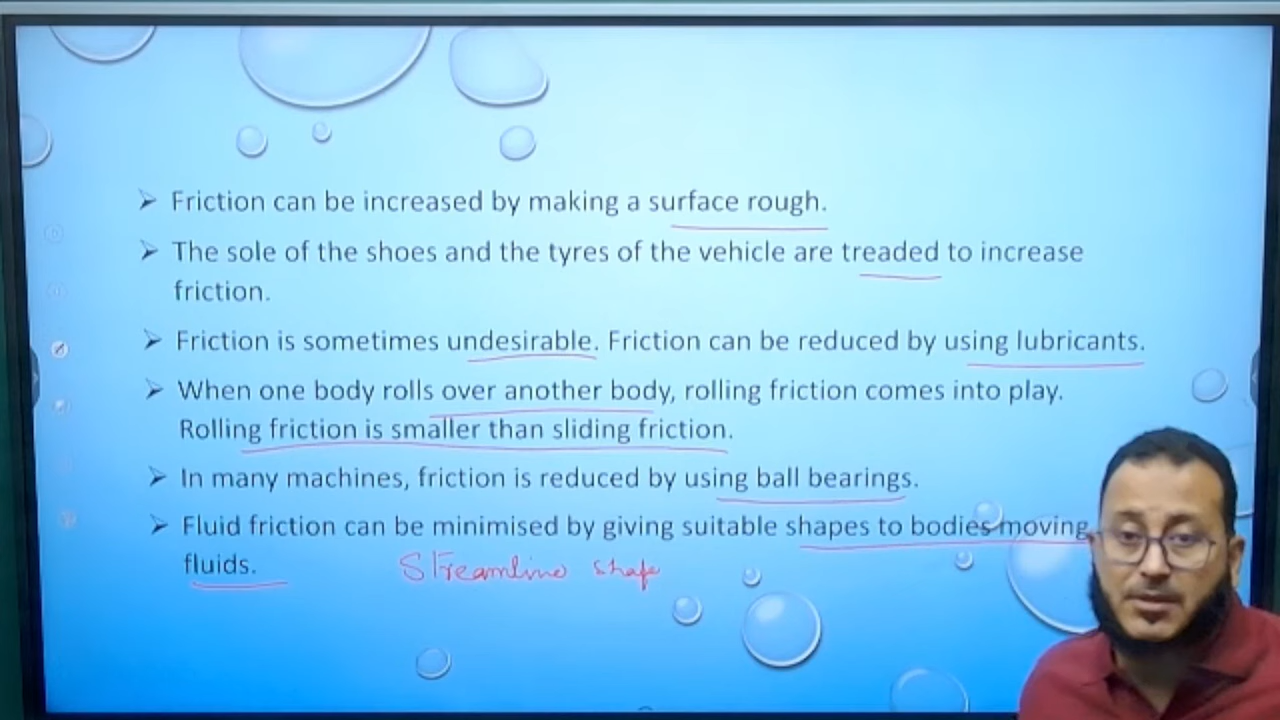 Friction can be increased by making a surface rough.
The sole of the shoes and the tyres of the vehicle are treaded to increase
friction.
Friction is sometimes undesirable. Friction can be reduced by using lubricants.
When one body rolls over another body, rolling friction comes into play.
Rolling friction is smaller than sliding friction.
In many machines, friction is reduced by using ball bearings.
Fluid friction can be minimised by giving suitable shapes to bodies moving
fluids.
Streamline shape